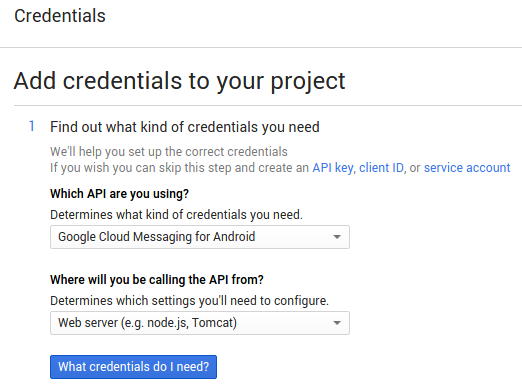 Credentials
Add credentials to your project
1 Find out what kind of credentials you need
We'll help you set up the correct credentials
If you wish you can skip this step and create an API key, client ID, or service account
Which API are you using?
Determines what kind of credentials you need.
Google Cloud Messaging for Android
Where will you be calling the API from?
Determines which settings you'll need to configure.
Web server (e.g. node.js, Tomcat)
What credentials do I need?